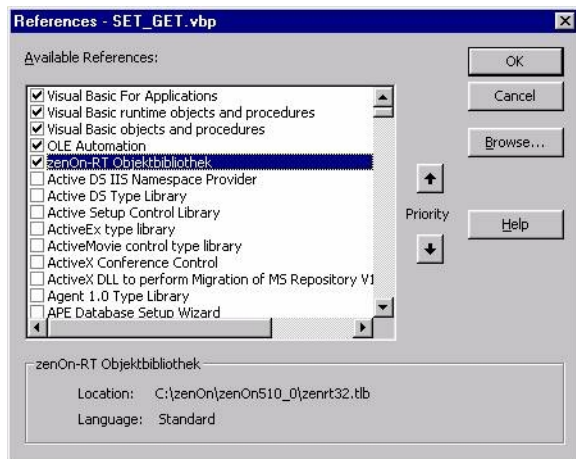 References - SET_GET.vbp
Available References:
OK
Cancel
Browse...
Help
Priority
Visual Basic For Applications
Visual Basic runtime objects and procedures
Visual Basic objects and procedures
OLE Automation
zenOn-RT Objektbibliothek
Active DS IIS Namespace Provider
Active DS Type Library
Active Setup Control Library
ActiveEx type library
ActiveMovie control type library
ActiveX Conference Control
ActiveX DLL to perform Migration of MS Repository V1
Agent 1.0 Type Library
APE Database Setup Wizard
zenOn-RT Objektbibliothek
Location: C:\zenOn\zenOn510_0\zenrt32.tlb
Language: Standard